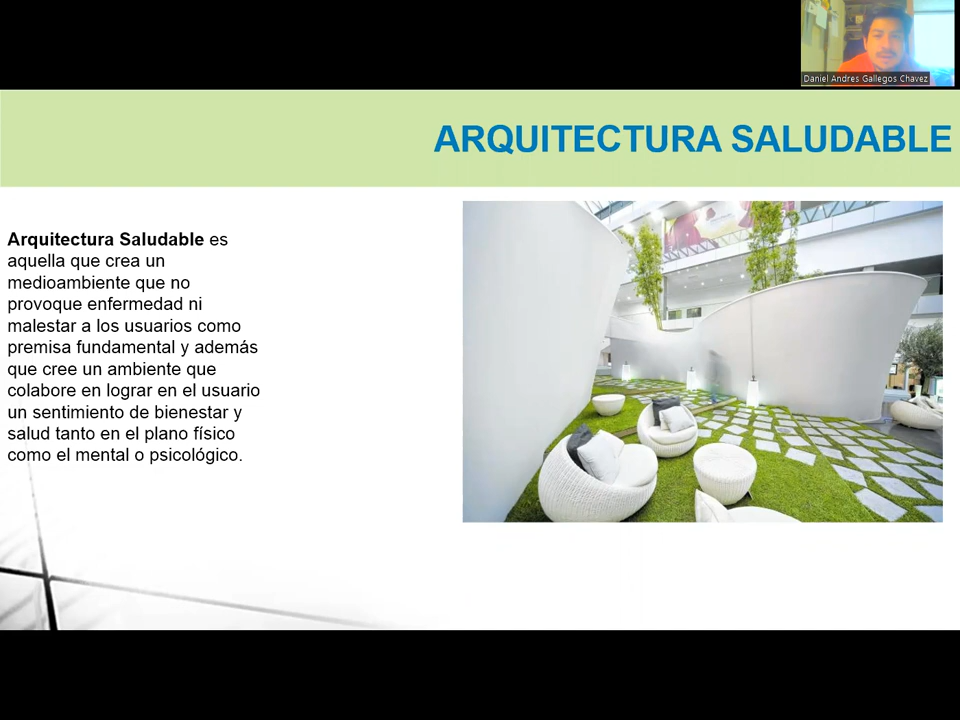 Daniel Andres Gallegos Chavez
ARQUITECTURA SALUDABLE
Arquitectura Saludable es
aquella que crea un
medioambiente que no
provoque enfermedad ni
malestar a los usuarios como
premisa fundamental y además
que cree un ambiente que
colabore en lograr en el usuario
un sentimiento de bienestar y
salud tanto en el plano físico
como el mental o psicológico.